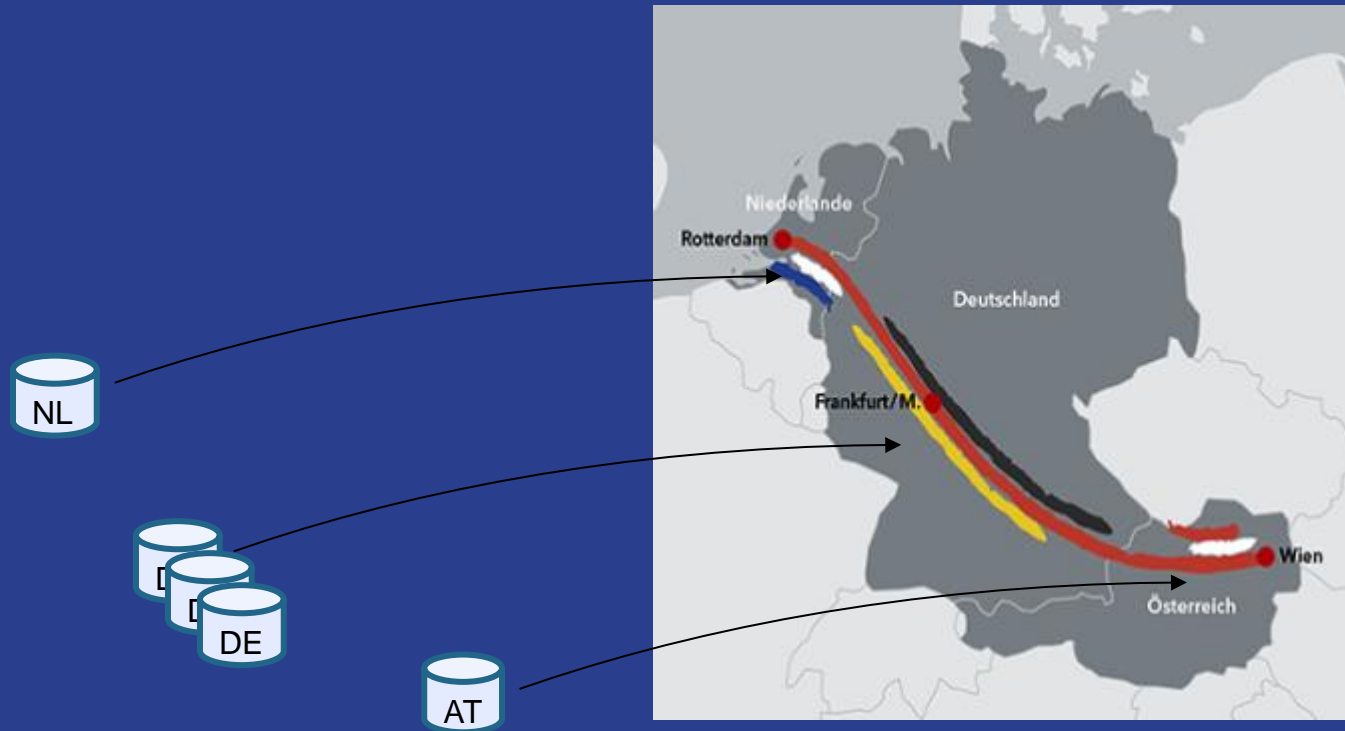 Niederlande
Rotterdam
Deutschland
NL
Frankfurt/M.
Wien
Österreich
D
D
DE
AT